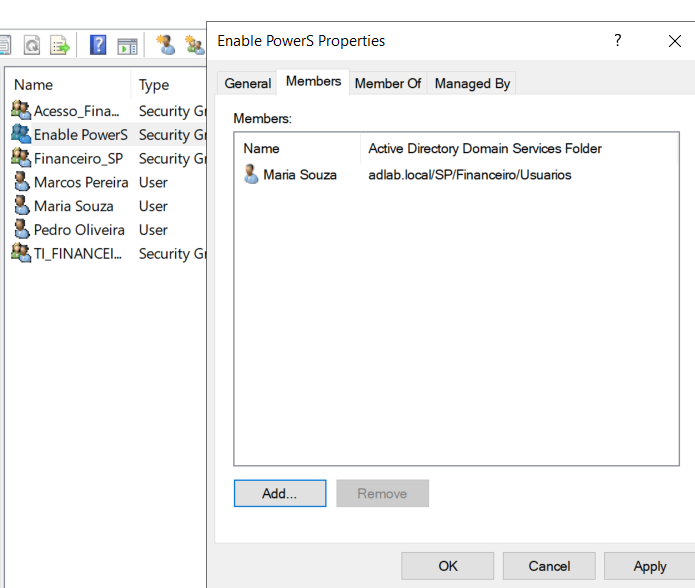 Enable PowerS Properties
?
General Members Member Of Managed By
Members:
Name Active Directory Domain Services Folder
Maria Souza adlab.local/SP/Financeiro/Usuarios
Add... Remove
OK Cancel Apply
Name Type
Acesso_Fina... Security Gr
Enable PowerS Security Gr
Financeiro_SP Security Gr
Marcos Pereira User
Maria Souza User
Pedro Oliveira User
TI_FINANCEI... Security Gr